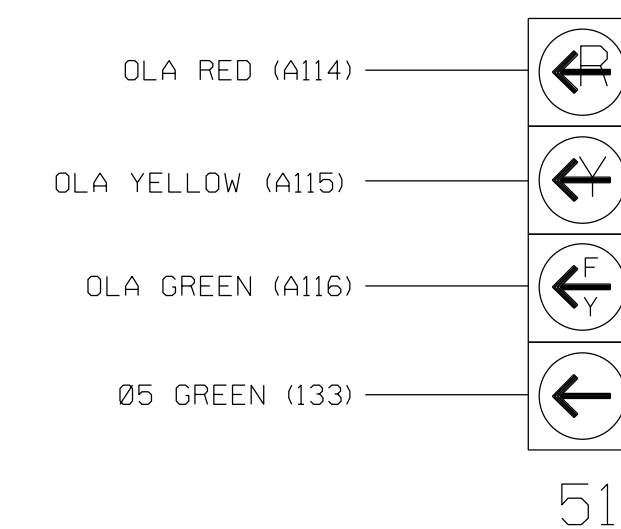 OLA RED (A114)
R
OLA YELLOW (A115)
Y
OLA GREEN (A116)
F
Y
Ø5 GREEN (133)
51